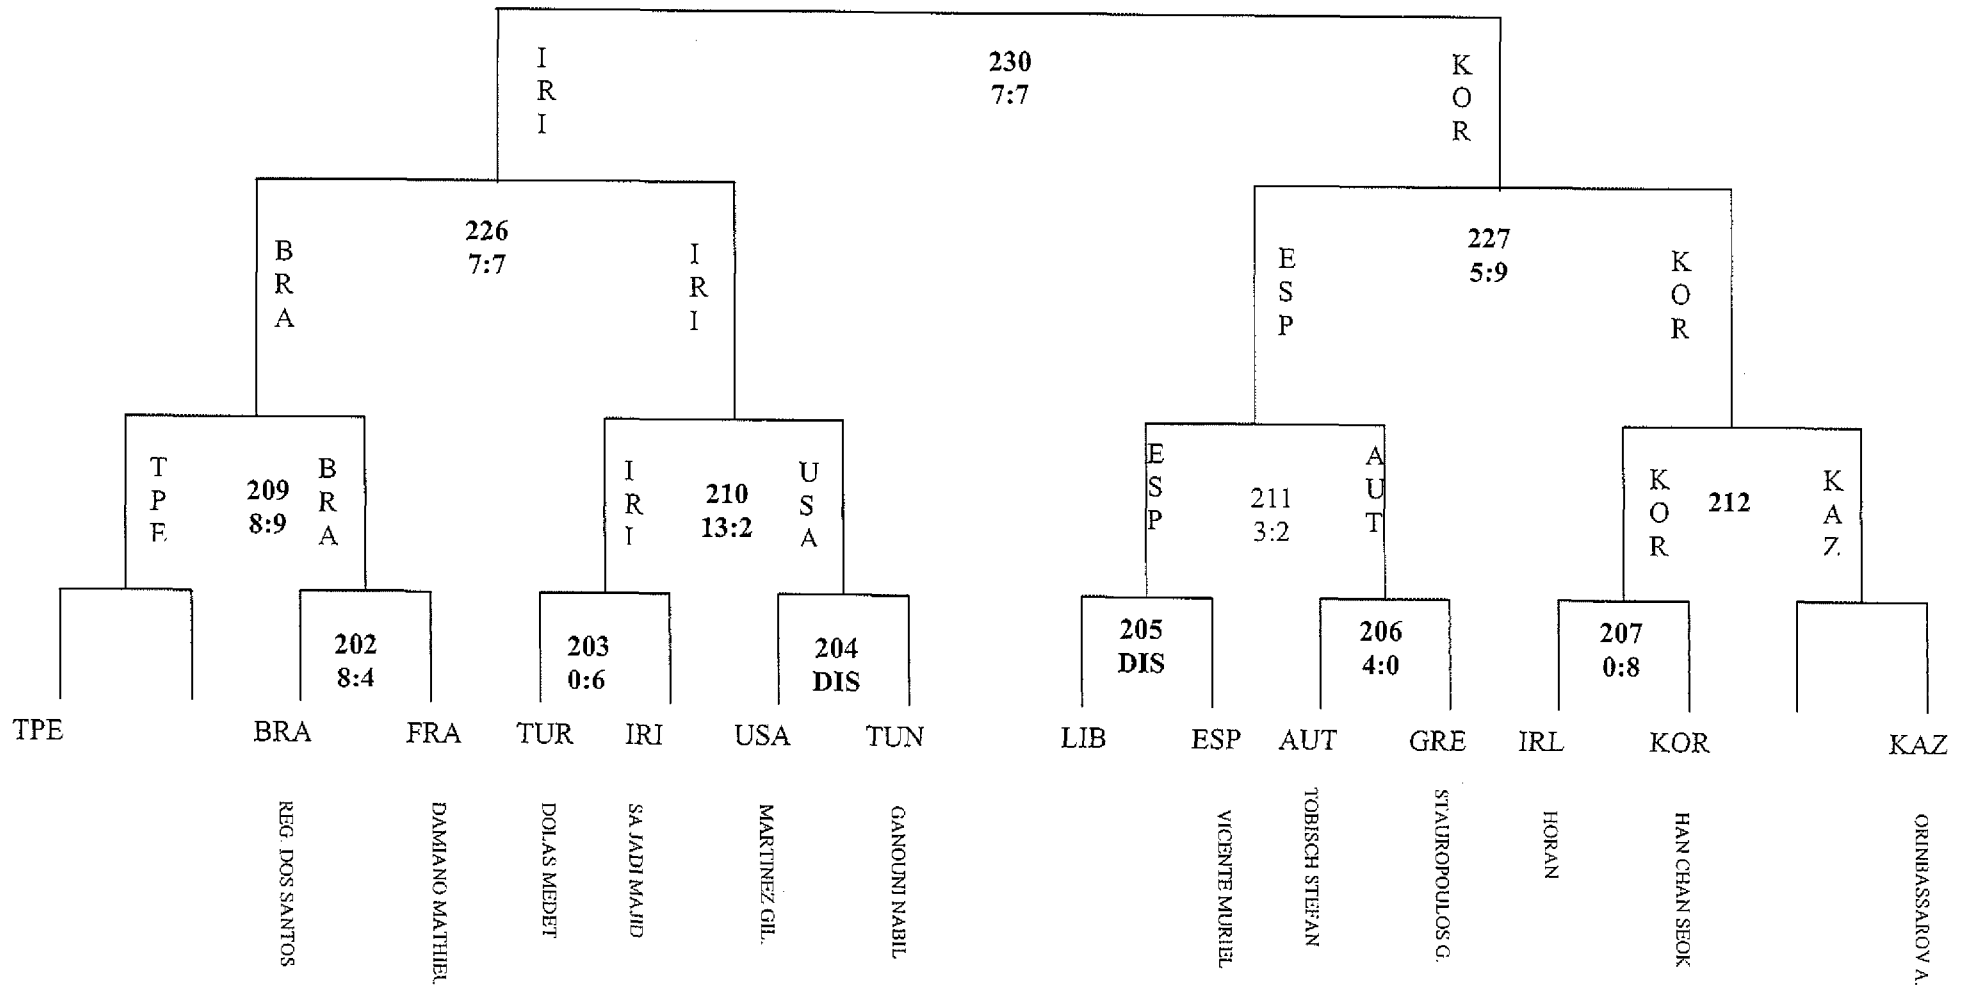 IRI
230
7:7
KOR
BRA
226
7:7
IRI
ESP
227
5:9
KOR
TPE
209
8:9
BRA
IRI
210
13:2
USA
ESP
211
3:2
AUT
KOR
212
KAZ
202
8:4
203
0:6
204
DIS
205
DIS
206
4:0
207
0:8
TPE
BRA
FRA
TUR
IRI
USA
TUN
LIB
ESP
AUT
GRE
IRL
KOR
KAZ
REG. DOS SANTOS
DAMIANO MATHIEU
DOLAS MEDET
SAJADI MAJID
MARTINEZ GIL.
GANOUNI NABIL
VICENTE MURIEL
TOBISCH STEFAN
STAUROPOULOS G.
HORAN
HAN CHAN SEOK
ORINBASSAROV A.